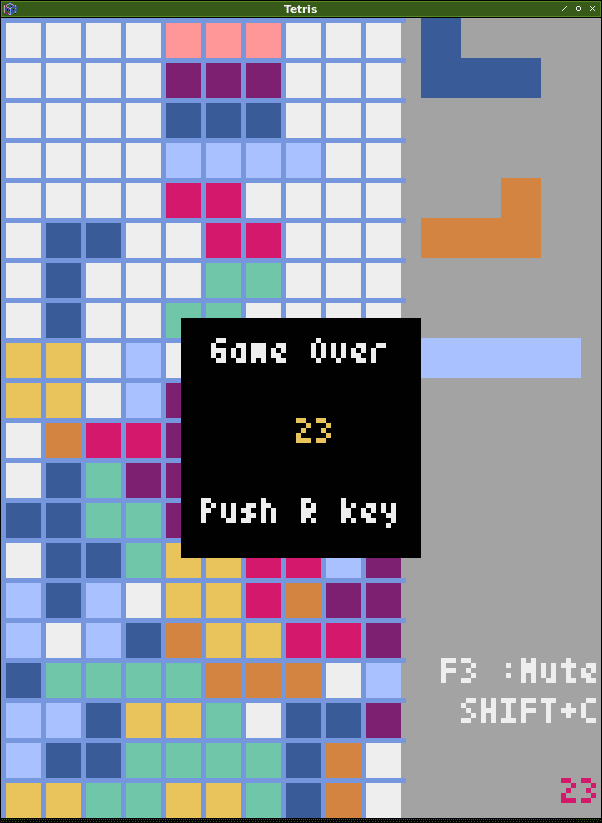 Tetris
Game Over
23
Push R key
F3 :Mute
SHIFT+C
23